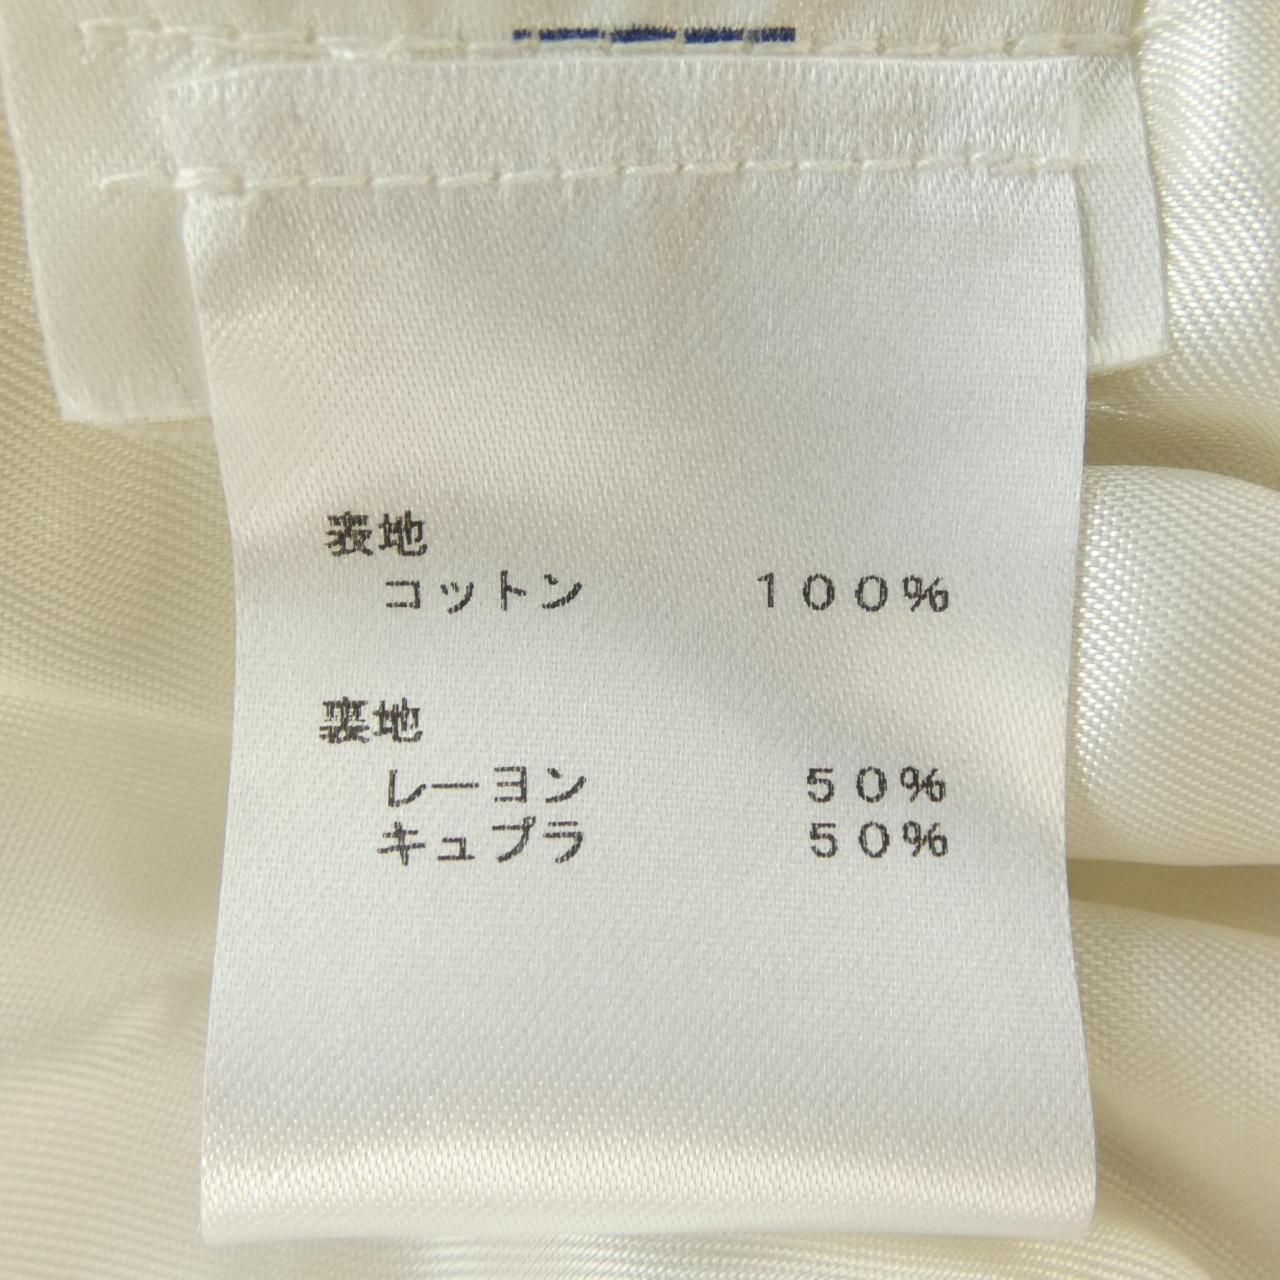 表地
コットン 100%
裏地
レーヨン 50%
キュプラ 50%